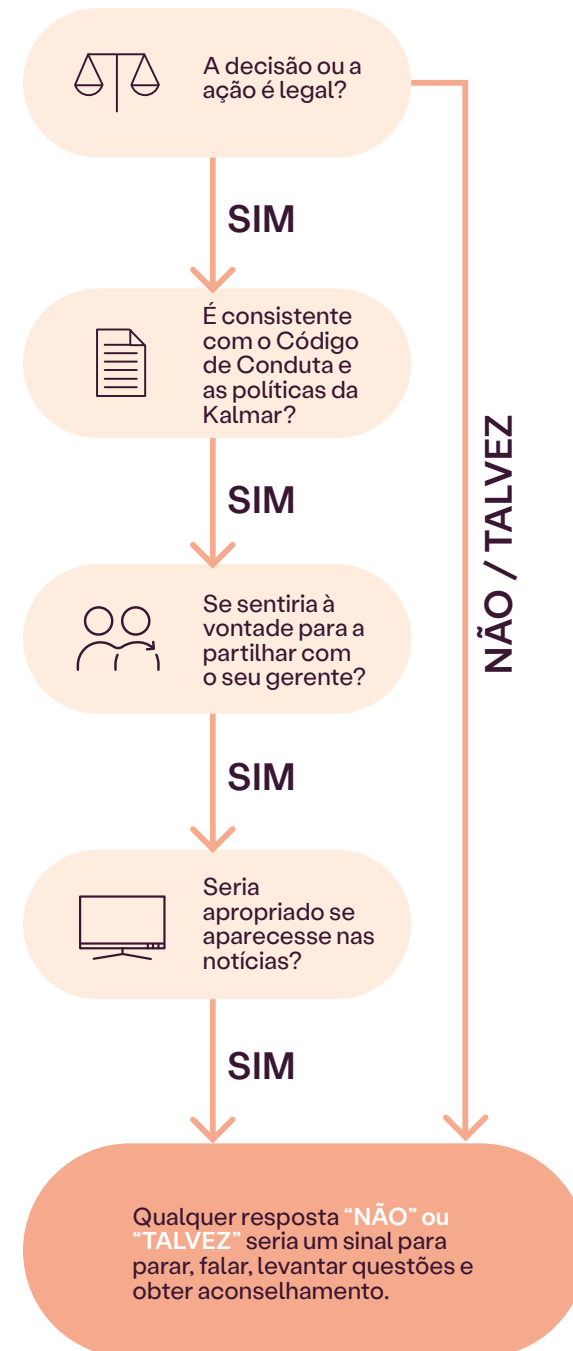 A decisão ou a
ação é legal?
SIM
É consistente
com o Código
de Conduta e
as políticas da
Kalmar?
SIM
NÃO / TALVEZ
Se sentiria à
vontade para a
partilhar com
o seu gerente?
SIM
Seria
apropriado se
aparecesse nas
notícias?
SIM
Qualquer resposta “NÃO” ou
“TALVEZ” seria um sinal para
parar, falar, levantar questões e
obter aconselhamento.